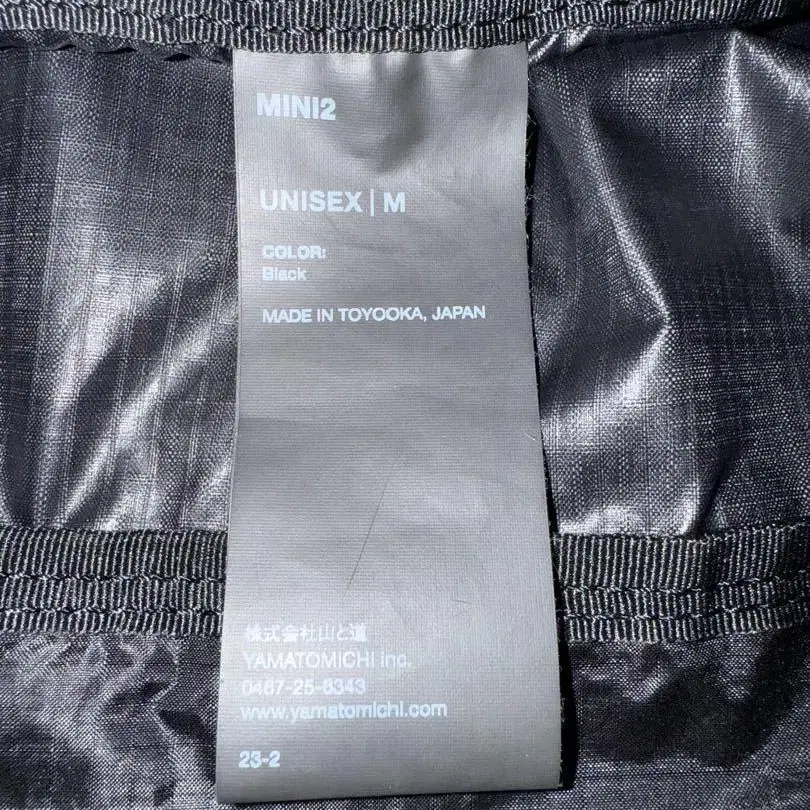 MINI2
UNISEX | M
COLOR:
Black
MADE IN TOYOOKA, JAPAN
株式会社山と道
YAMATOMICHI inc.
0467-25-6343
www.yamatomichi.com
23-2